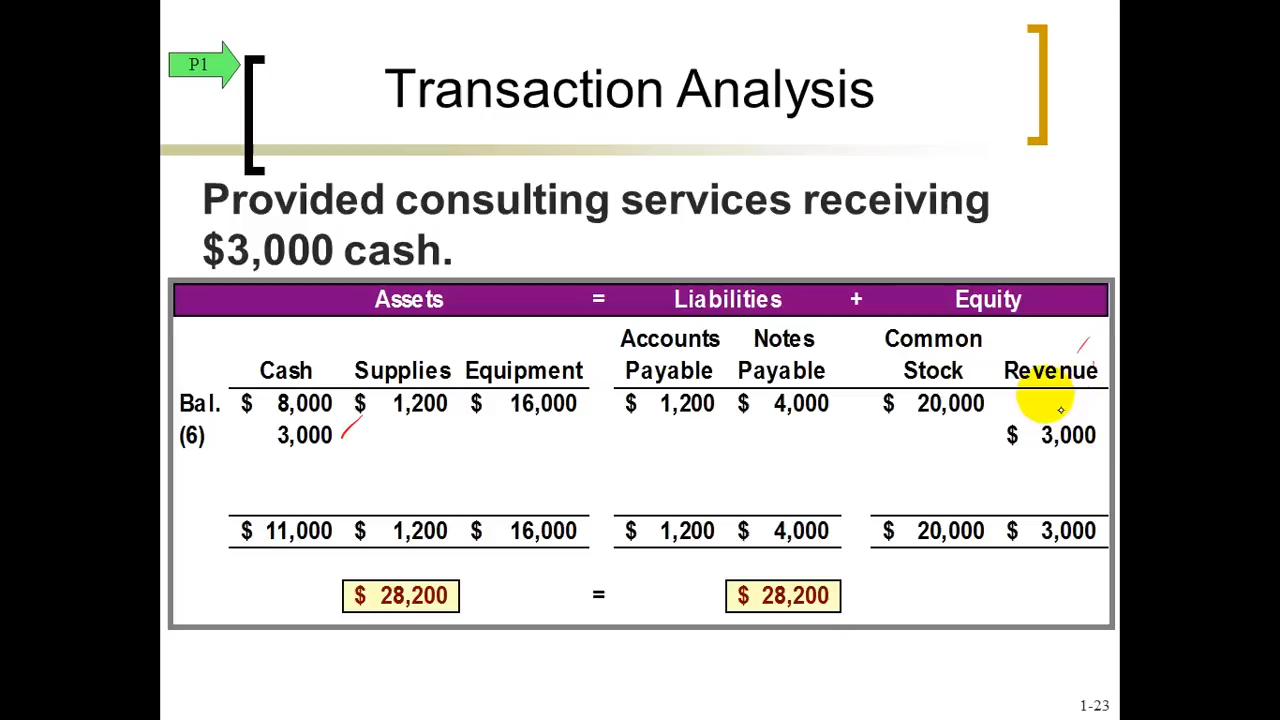 P1
Transaction Analysis
Provided consulting services receiving
$3,000 cash.
Assets = Liabilities + Equity
Accounts Notes Common
Cash Supplies Equipment Payable Payable Stock Revenue
Bal. $ 8,000 $ 1,200 $ 16,000 $ 1,200 $ 4,000 $ 20,000
(6) 3,000 $ 3,000
$ 11,000 $ 1,200 $ 16,000 $ 1,200 $ 4,000 $ 20,000 $ 3,000
$ 28,200 = $ 28,200
1-23